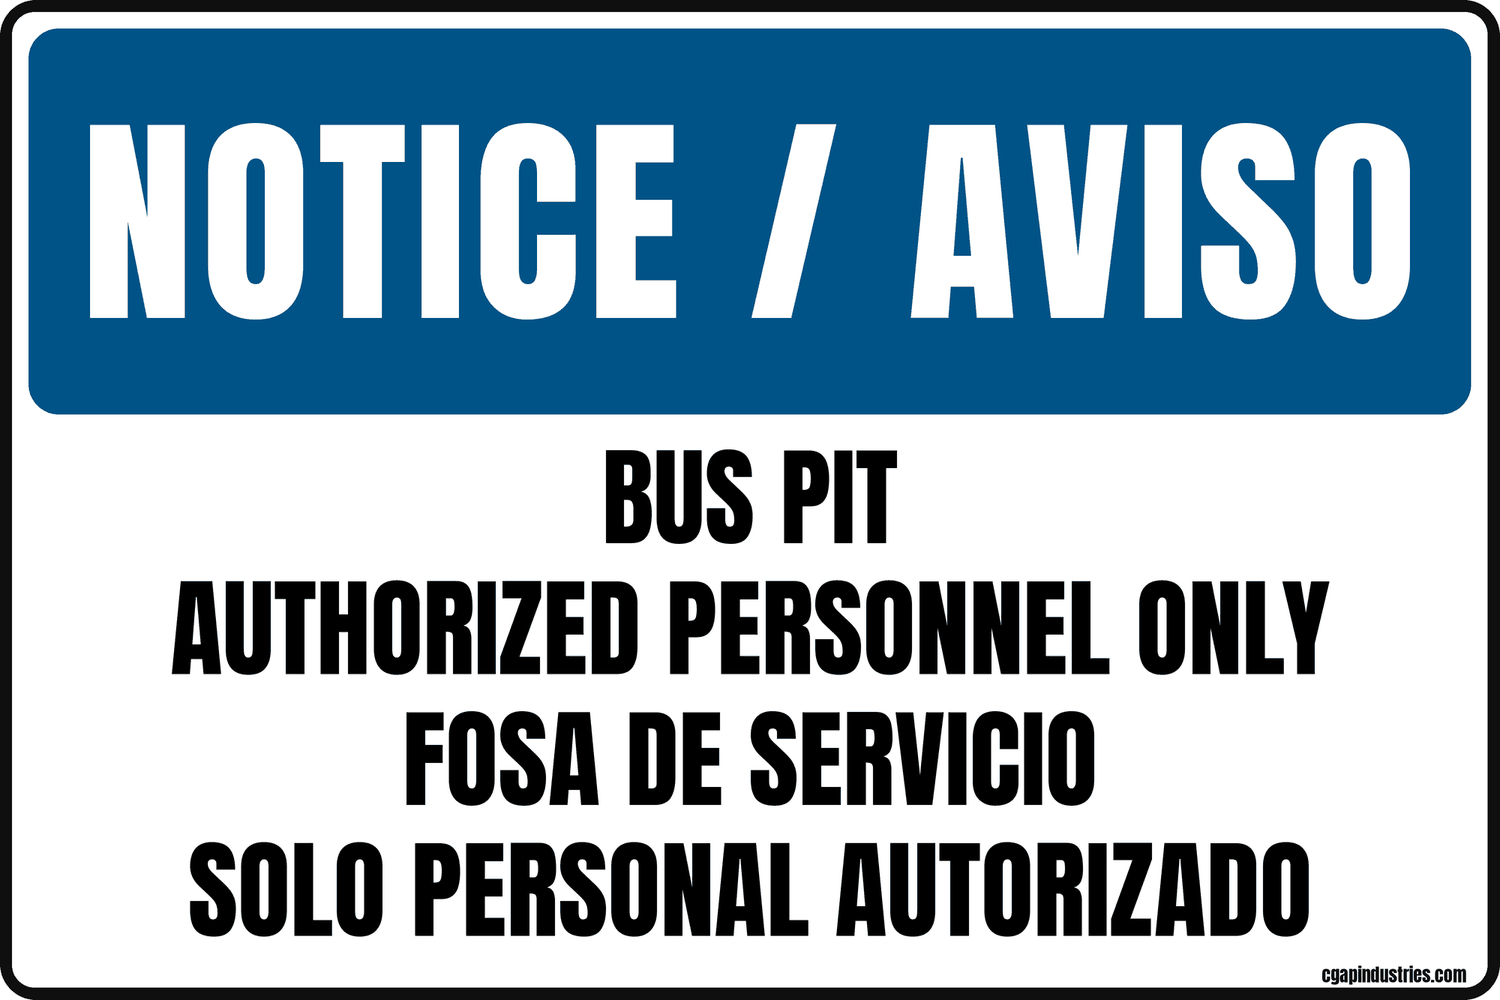 NOTICE / AVISO
BUS PIT
AUTHORIZED PERSONNEL ONLY
FOSA DE SERVICIO
SOLO PERSONAL AUTORIZADO
cgapindustries.com